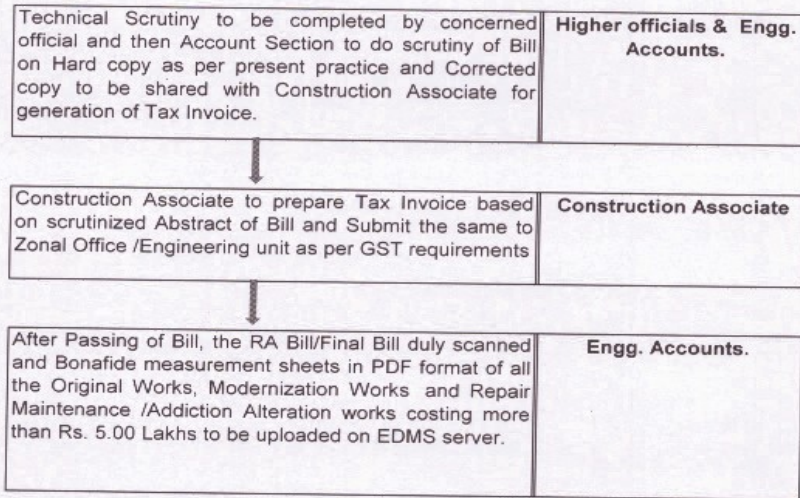 Technical Scrutiny to be completed by concerned
official and then Account Section to do scrutiny of Bill
on Hard copy as per present practice and Corrected
copy to be shared with Construction Associate for
generation of Tax Invoice.
Higher officials & Engg.
Accounts.
Construction Associate to prepare Tax Invoice based
on scrutinized Abstract of Bill and Submit the same to
Zonal Office /Engineering unit as per GST requirements
Construction Associate
After Passing of Bill, the RA Bill/Final Bill duly scanned
and Bonafide measurement sheets in PDF format of all
the Original Works, Modernization Works and Repair
Maintenance /Addiction Alteration works costing more
than Rs. 5.00 Lakhs to be uploaded on EDMS server.
Engg. Accounts.